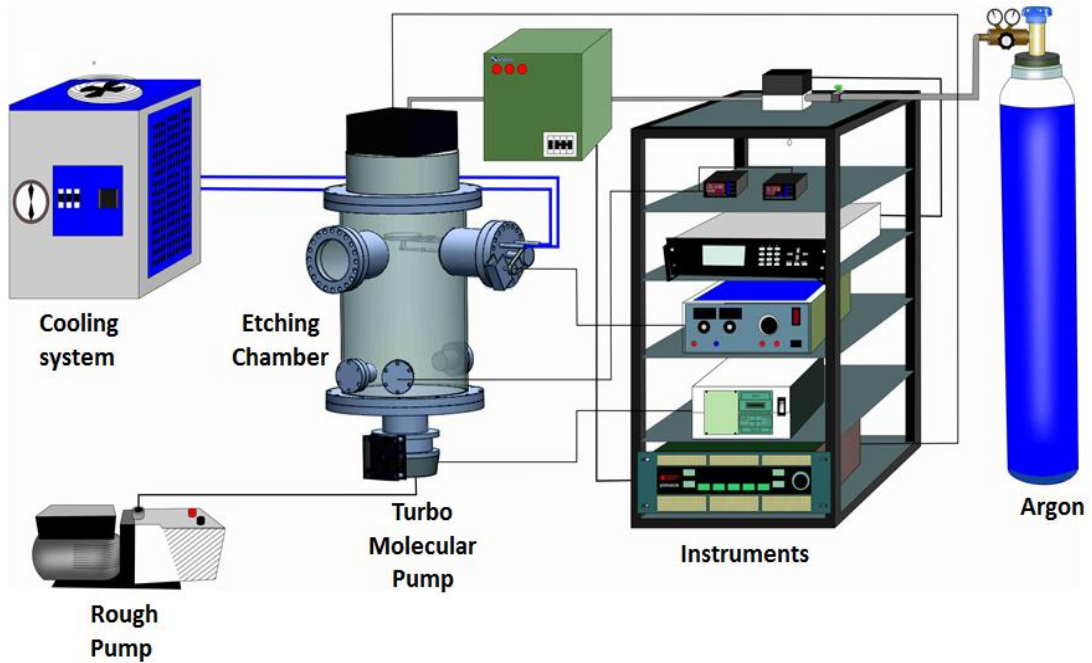 Cooling
system
Etching
Chamber
Turbo
Molecular
Pump
Rough
Pump
Instruments
Argon